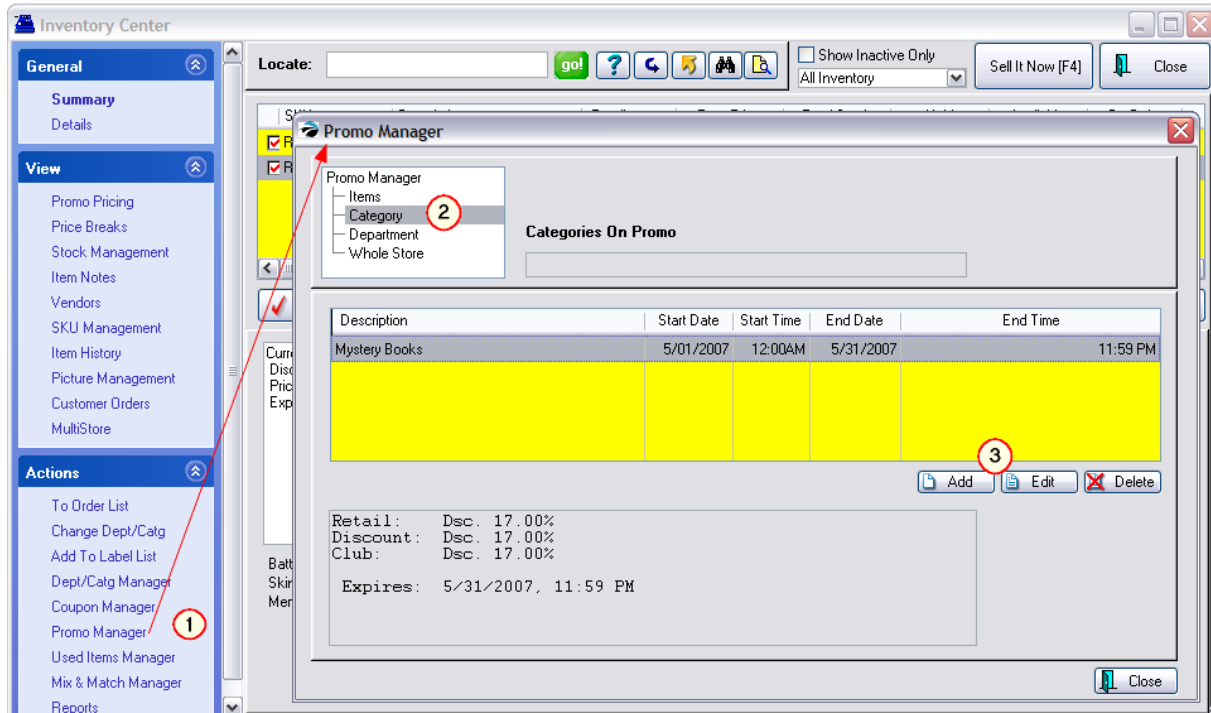 Inventory Center
General
Summary
Details
View
Promo Pricing
Price Breaks
Stock Management
Item Notes
Vendors
SKU Management
Item History
Picture Management
Customer Orders
MultiStore
Actions
To Order List
Change Dept/Catg
Add To Label List
Dept/Catg Manager
Coupon Manager
Promo Manager
1
Used Items Manager
Mix & Match Manager
Reports
Locate:
go!
?
Show Inactive Only
All Inventory
Sell It Now [F4]
Close
Promo Manager
Promo Manager
Items
Category
2
Department
Whole Store
Categories On Promo
Description Start Date Start Time End Date End Time
Mystery Books 5/01/2007 12:00AM 5/31/2007 11:59 PM
3
Add Edit Delete
Retail: Dsc. 17.00%
Discount: Dsc. 17.00%
Club: Dsc. 17.00%
Expires: 5/31/2007, 11:59 PM
Close